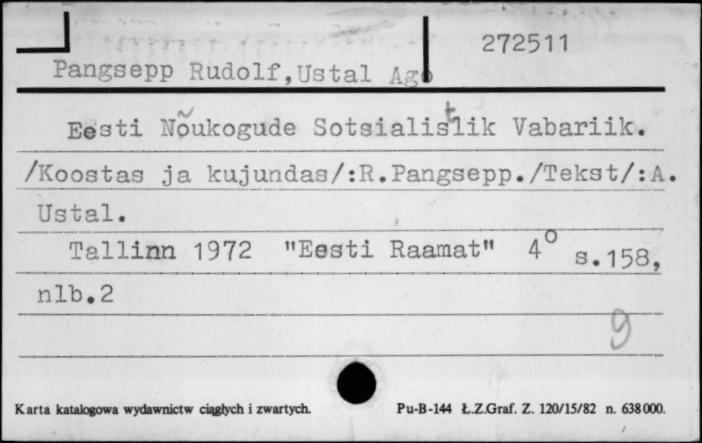 272511
Pangsepp Rudolf,Ustal Ago
Eesti Nõukogude Sotsialistlik Vabariik.
/Koostas ja kujundas/:R.Pangsepp./Tekst/:A.
Ustal.
Tallinn 1972 "Eesti Raamat" 4° s.158,
nlb.2
9
Karta katalogowa wydawnictw ciągłych i zwartych. Pu-B-144 Ł.Z.Graf. Z. 120/15/82 n. 638000.